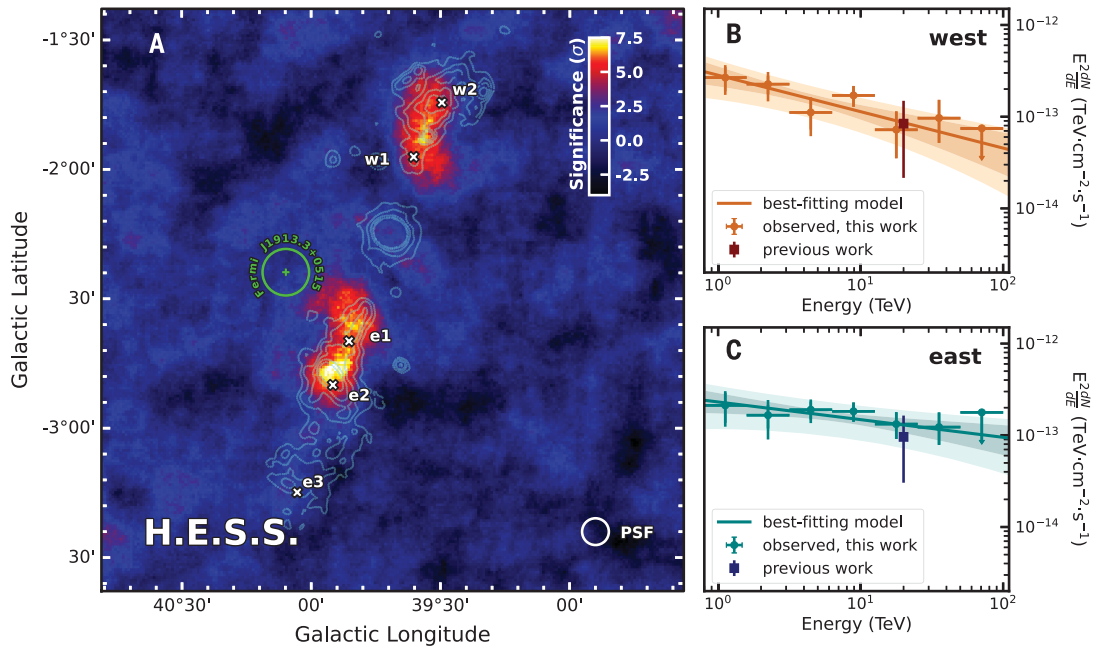 A
-1°30'
-2°00'
30'
-3°00'
30'
Galactic Latitude
40°30'
00'
39°30'
00'
Galactic Longitude
Significance (σ)
7.5
5.0
2.5
0.0
-2.5
w2
w1
Fermi J1913.3+0515
e1
e2
e3
H.E.S.S.
PSF
B
west
10⁻¹²
10⁻¹³
10⁻¹⁴
E² dN/dE (TeV·cm⁻²·s⁻¹)
best-fitting model
observed, this work
previous work
10⁰
10¹
10²
Energy (TeV)
C
east
10⁻¹²
10⁻¹³
10⁻¹⁴
E² dN/dE (TeV·cm⁻²·s⁻¹)
best-fitting model
observed, this work
previous work
10⁰
10¹
10²
Energy (TeV)